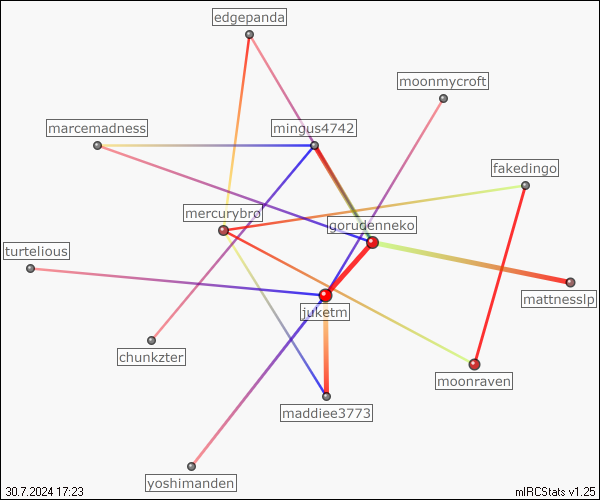 edgepanda
moonmycroft
marcemadness
mingus4742
fakedingo
mercurybro
gorudenneko
turtelious
mattnesslp
juketm
chunkzter
moonraven
maddiee3773
yoshimanden
30.7.2024 17:23
mIRCStats v1.25